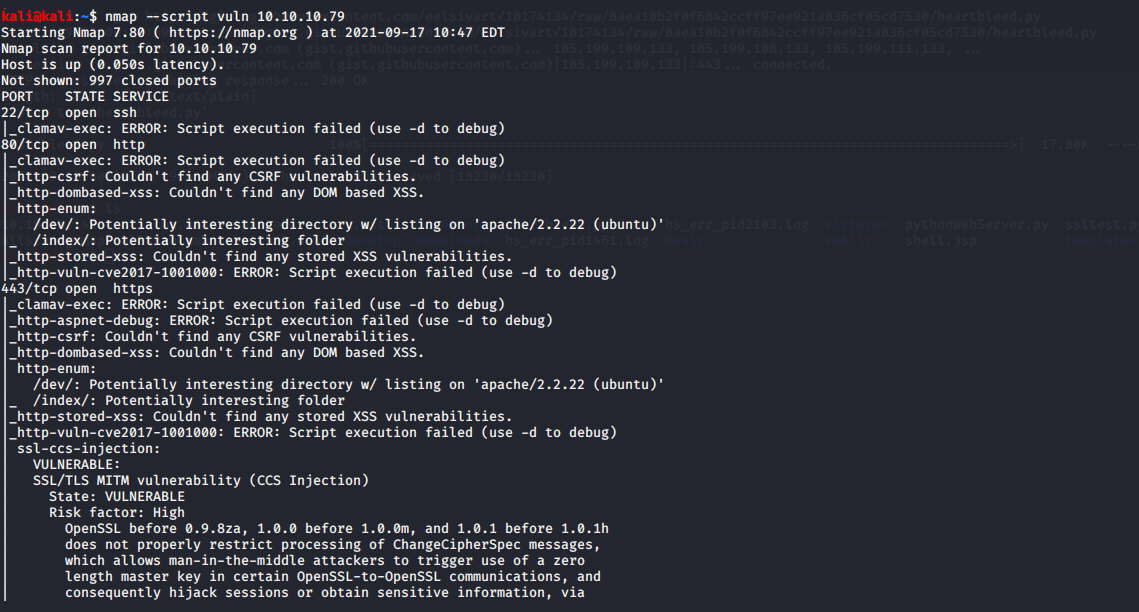 kali@kali:~$ nmap --script vuln 10.10.10.79
Starting Nmap 7.80 ( https://nmap.org ) at 2021-09-17 10:47 EDT
Nmap scan report for 10.10.10.79
Host is up (0.050s latency).
Not shown: 997 closed ports
PORT    STATE SERVICE
22/tcp  open  ssh
|_clamav-exec: ERROR: Script execution failed (use -d to debug)
80/tcp  open  http
|_clamav-exec: ERROR: Script execution failed (use -d to debug)
|_http-csrf: Couldn't find any CSRF vulnerabilities.
|_http-dombased-xss: Couldn't find any DOM based XSS.
| http-enum:
|   /dev/: Potentially interesting directory w/ listing on 'apache/2.2.22 (ubuntu)'
|_  /index/: Potentially interesting folder
|_http-stored-xss: Couldn't find any stored XSS vulnerabilities.
|_http-vuln-cve2017-1001000: ERROR: Script execution failed (use -d to debug)
443/tcp open  https
|_clamav-exec: ERROR: Script execution failed (use -d to debug)
|_http-aspnet-debug: ERROR: Script execution failed (use -d to debug)
|_http-csrf: Couldn't find any CSRF vulnerabilities.
|_http-dombased-xss: Couldn't find any DOM based XSS.
| http-enum:
|   /dev/: Potentially interesting directory w/ listing on 'apache/2.2.22 (ubuntu)'
|_  /index/: Potentially interesting folder
|_http-stored-xss: Couldn't find any stored XSS vulnerabilities.
|_http-vuln-cve2017-1001000: ERROR: Script execution failed (use -d to debug)
| ssl-ccs-injection:
|   VULNERABLE:
|   SSL/TLS MITM vulnerability (CCS Injection)
|     State: VULNERABLE
|     Risk factor: High
|       OpenSSL before 0.9.8za, 1.0.0 before 1.0.0m, and 1.0.1 before 1.0.1h
|       does not properly restrict processing of ChangeCipherSpec messages,
|       which allows man-in-the-middle attackers to trigger use of a zero
|       length master key in certain OpenSSL-to-OpenSSL communications, and
|       consequently hijack sessions or obtain sensitive information, via